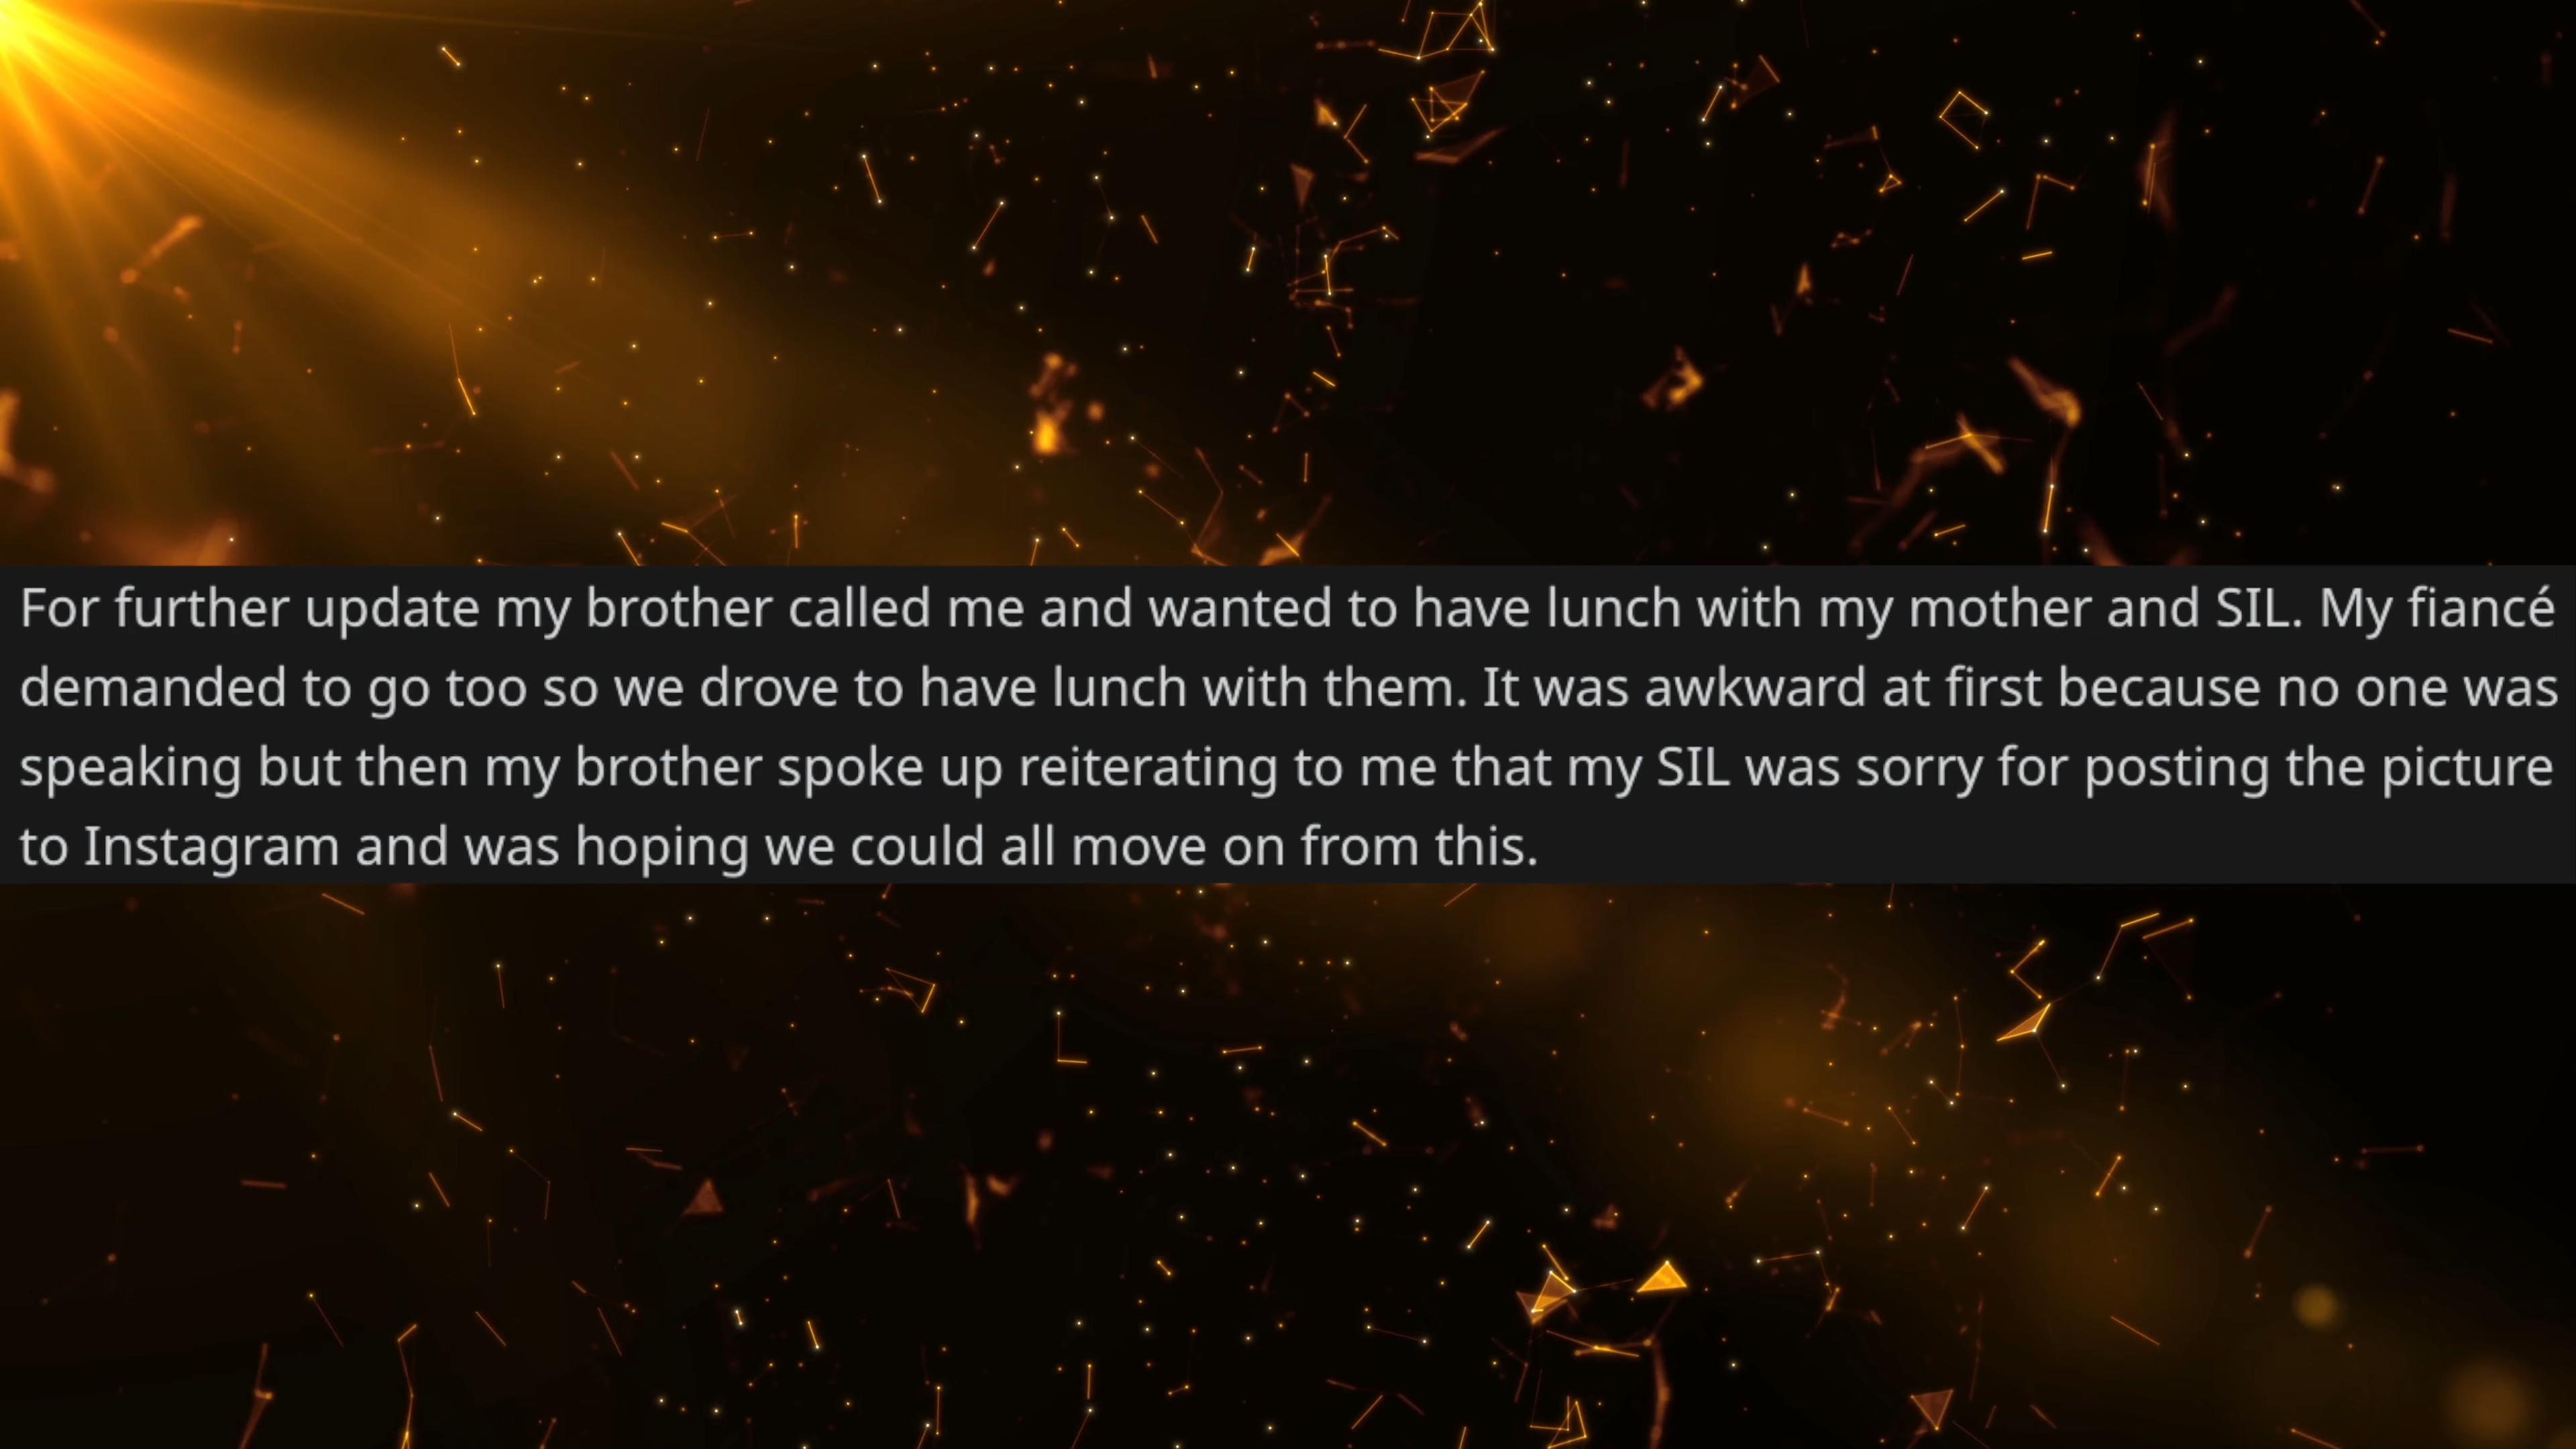 For further update my brother called me and wanted to have lunch with my mother and SIL. My fiancé
demanded to go too so we drove to have lunch with them. It was awkward at first because no one was
speaking but then my brother spoke up reiterating to me that my SIL was sorry for posting the picture
to Instagram and was hoping we could all move on from this.